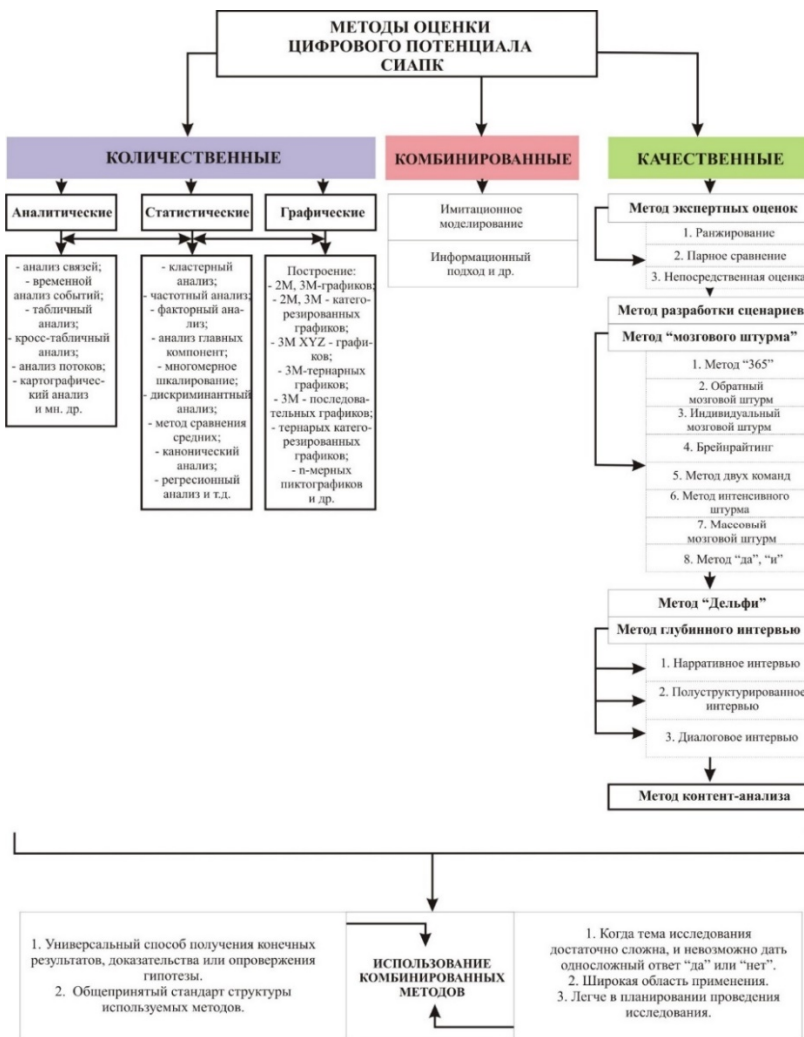 МЕТОДЫ ОЦЕНКИ
ЦИФРОВОГО ПОТЕНЦИАЛА
СИАПК
КОЛИЧЕСТВЕННЫЕ
КОМБИНИРОВАННЫЕ
КАЧЕСТВЕННЫЕ
Аналитические
Статистические
Графические
- анализ связей;
- временной
анализ событий;
- табличный
анализ;
- кросс-табличный
анализ;
- анализ потоков;
- картографичес-
кий анализ
и мн. др.
- кластерный
анализ;
- частотный анализ;
- факторный ана-
лиз;
- анализ главных
компонент;
- многомерное
шкалирование;
- дискриминантный
анализ;
- метод сравнения
средних;
- канонический
анализ;
- регресионный
анализ и т.д.
Построение:
- 2М, 3М-графиков;
- 2М, 3М - катего-
резированных
графиков;
- 3М XYZ - графи-
ков;
- 3М-тернарных
графиков;
- 3М - последова-
тельных графиков;
- тернарых катего-
резированных
графиков;
- n-мерных
пиктографиков
и др.
Имитационное
моделирование
Информационный
подход и др.
Метод экспертных оценок
1. Ранжирование
2. Парное сравнение
3. Непосредственная оценка
Метод разработки сценариев
Метод “мозгового штурма”
1. Метод “365”
2. Обратный
мозговой штурм
3. Индивидуальный
мозговой штурм
4. Брейнрайтинг
5. Метод двух команд
6. Метод интенсивного
штурма
7. Массовый
мозговой штурм
8. Метод “да”, “и”
Метод “Дельфи”
Метод глубинного интервью
1. Нарративное интервью
2. Полуструктурированное
интервью
3. Диалоговое интервью
Метод контент-анализа
1. Универсальный способ получения конечных
результатов, доказательства или опровержения
гипотезы.
2. Общепринятый стандарт структуры
используемых методов.
ИСПОЛЬЗОВАНИЕ
КОМБИНИРОВАННЫХ
МЕТОДОВ
1. Когда тема исследования
достаточно сложна, и невозможно дать
односложный ответ “да” или “нет”.
2. Широкая область применения.
3. Легче в планировании проведения
исследования.